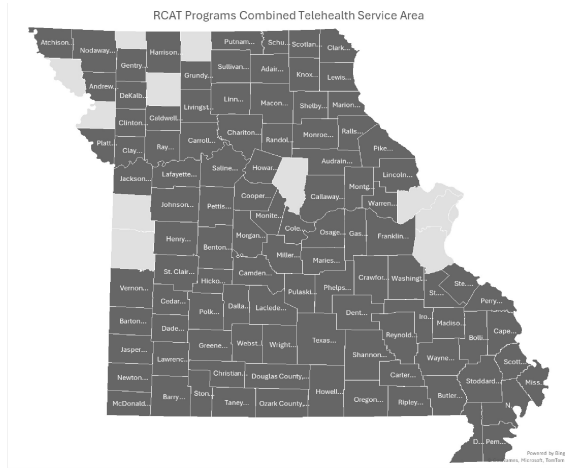 RCAT Programs Combined Telehealth Service Area
Atchison...
Nodaway...
Harrison...
Putnam...
Schu...
Scotlan...
Clark...
Gentry...
Sullivan...
Adair...
Knox...
Lewis...
Grundy...
Andrew...
DeKalb...
Livingst...
Linn...
Macon...
Shelby...
Marion...
Clinton...
Caldwell...
Chariton...
Randol...
Monroe...
Ralls...
Platt...
Clay...
Ray...
Carroll...
Pike...
Audrain...
Jackson...
Lafayette...
Saline...
Howar...
Callaway...
Montg...
Lincoln...
Warren...
Johnson...
Pettis...
Cooper...
Monite...
Cole...
Osage...
Gas...
Franklin...
Henry...
Benton...
Morgan...
Miller
Maries...
St. Clair...
Hicko...
Camden...
Pulaski...
Phelps...
Crawfor...
Washingt...
St....
Ste....
Perry...
Vernon...
Cedar...
Polk...
Dalla...
Laclede...
Dent...
Iro...
Madiso...
Bolli...
Cape...
Barton...
Dade...
Greene...
Webst...
Wright...
Texas...
Shannon...
Reynold...
Wayne...
Scott...
Jasper...
Lawrenc...
Christian...
Douglas County,...
Howell...
Carter...
Butler...
Stoddard...
Miss...
Newton...
McDonald...
Barry...
Ston...
Taney...
Ozark County,...
Oregon...
Ripley...
N...
D...
Pem...
Powered by Bing